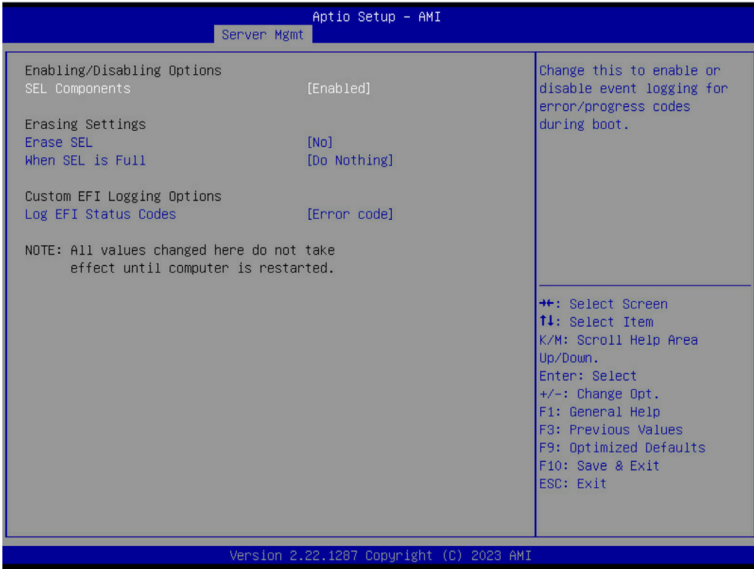 Aptio Setup – AMI
Server Mgmt
Enabling/Disabling Options
SEL Components [Enabled]
Erasing Settings
Erase SEL [No]
When SEL is Full [Do Nothing]
Custom EFI Logging Options
Log EFI Status Codes [Error code]
NOTE: All values changed here do not take
effect until computer is restarted.
Change this to enable or
disable event logging for
error/progress codes
during boot.
→←: Select Screen
↑↓: Select Item
K/M: Scroll Help Area
Up/Down.
Enter: Select
+/-: Change Opt.
F1: General Help
F3: Previous Values
F9: Optimized Defaults
F10: Save & Exit
ESC: Exit
Version 2.22.1287 Copyright (C) 2023 AMI